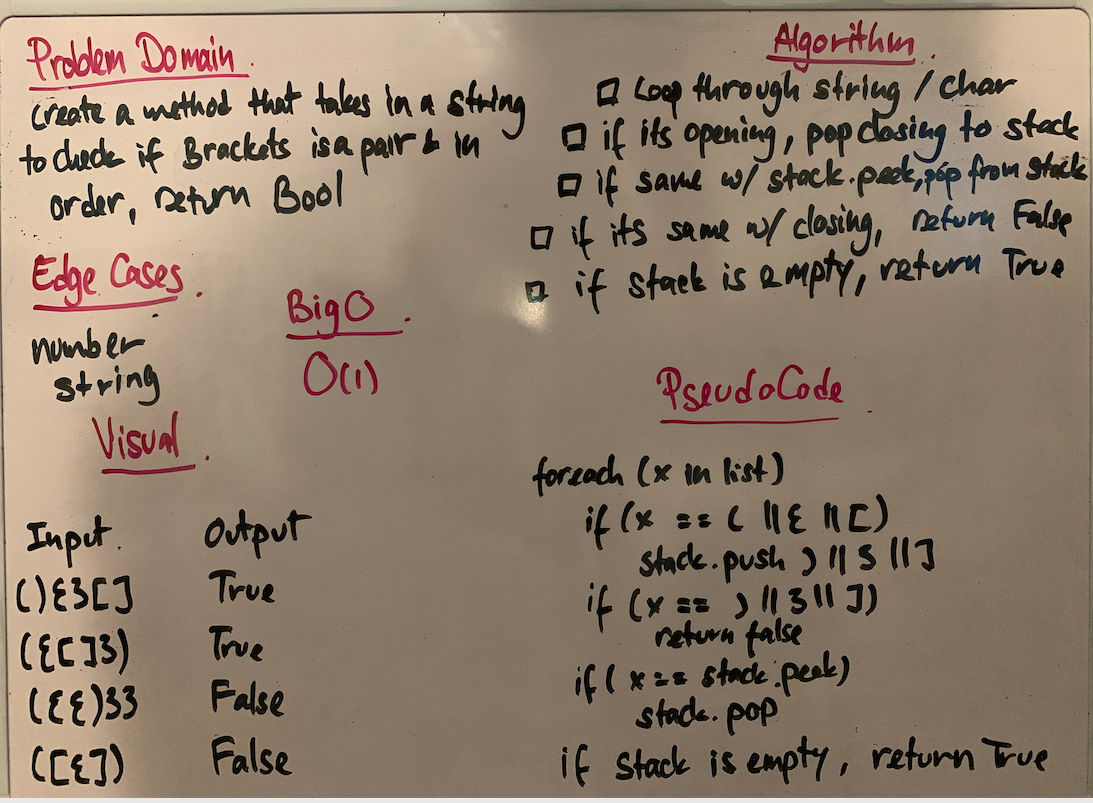 Problem Domain.
create a method that takes in a string
to check if Brackets is a pair & in
order, return Bool
Edge Cases.
number
string
Big O.
O(1)
Visual.
Input. Output
(){}[] True
({[]}) True
({{)}} False
([{]) False
Algorithm.
□ Loop through string / char
□ if its opening, pop closing to stack
□ if same w/ stack.peek, pop from stack
□ if its same w/ closing, return False
□ if stack is empty, return True
PseudoCode.
foreach (x in list)
if (x == ( || { || [)
stack.push ) || } || ]
if (x == ) || } || ])
return false
if (x == stack.peek)
stack.pop
if stack is empty, return True